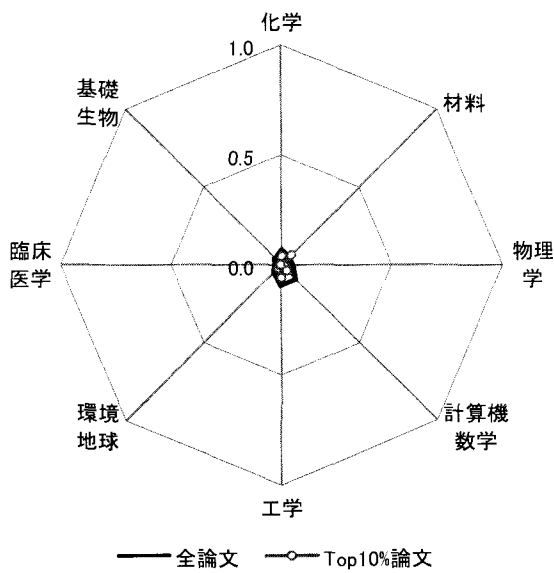 化学
1.0
材料
基礎
生物
0.5
臨床
医学
0.0
物理
学
環境
地球
計算機
数学
工学
全論文
Top10%論文